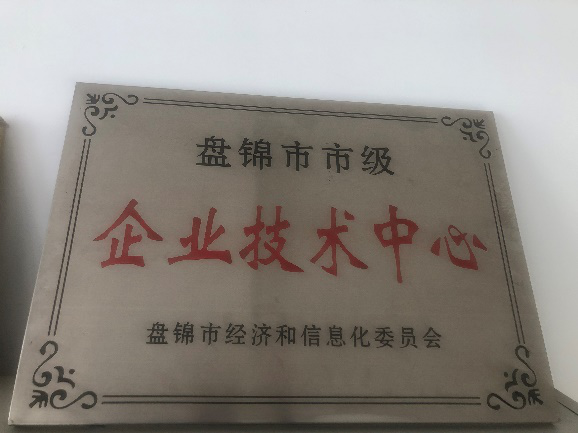 盘锦市市级
企业技术中心
盘锦市经济和信息化委员会